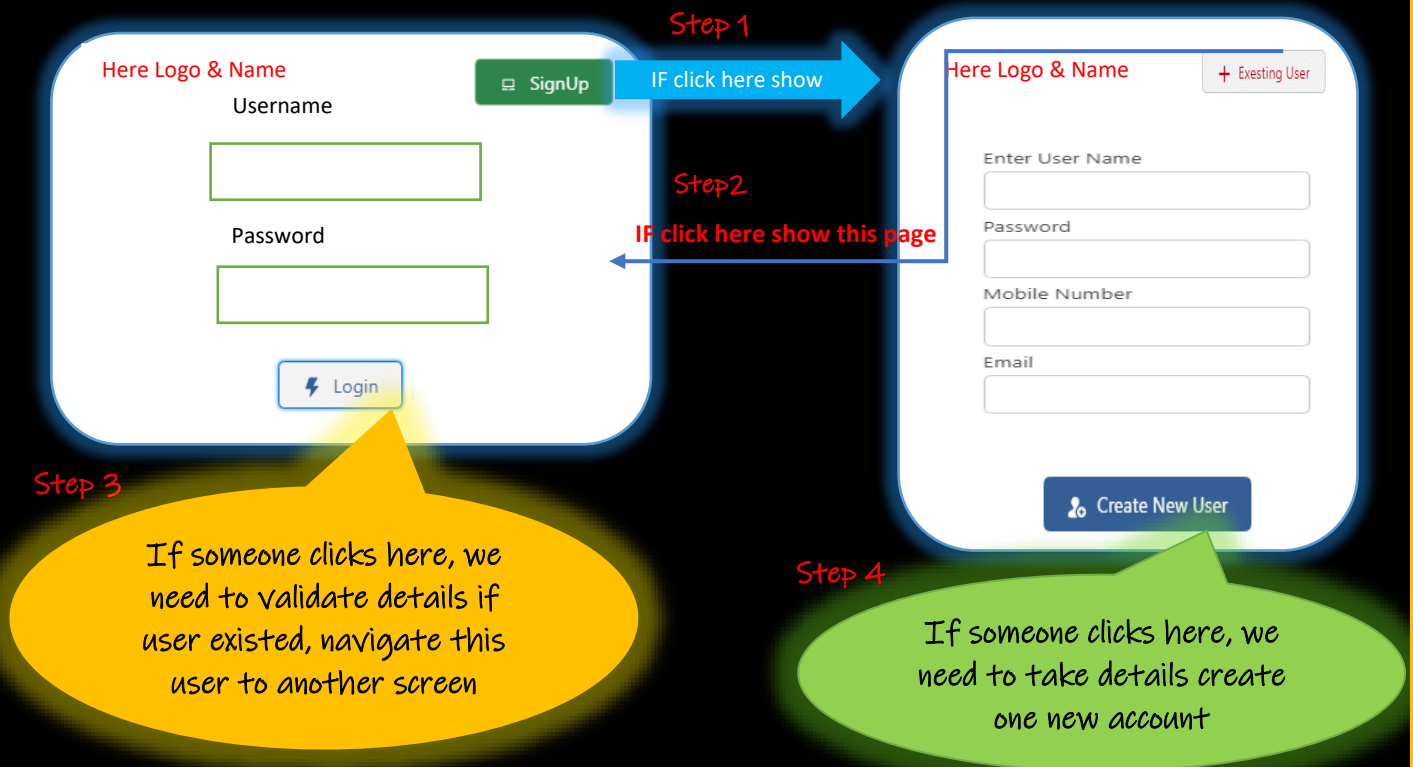 Step 1
Here Logo & Name
SignUp
IF click here show
Username
Password
Login
Step2
IF click here show this page
Here Logo & Name
+ Exesting User
Enter User Name
Password
Mobile Number
Email
Create New User
Step 3
If someone clicks here, we
need to validate details if
user existed, navigate this
user to another screen
Step 4
If someone clicks here, we
need to take details create
one new account